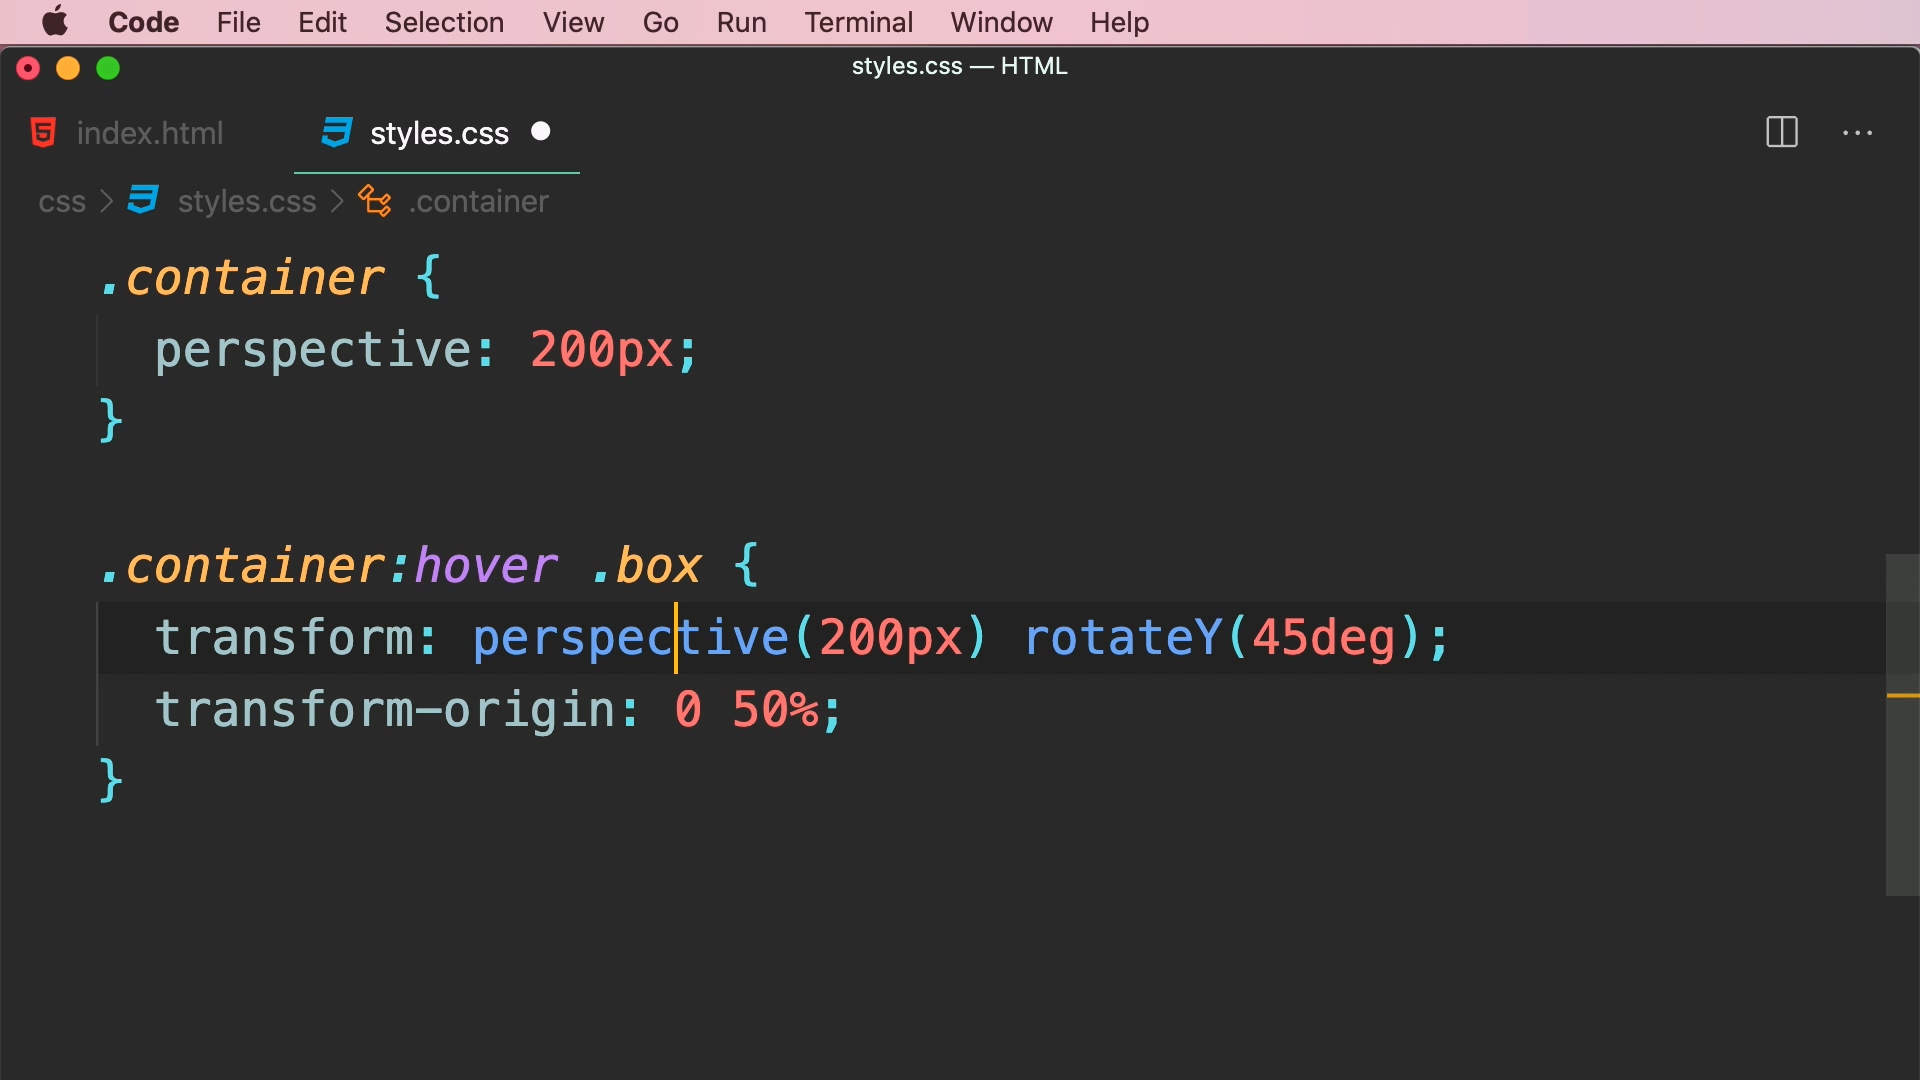 Code File Edit Selection View Go Run Terminal Window Help
styles.css — HTML
index.html styles.css
css > styles.css > .container
.container {
perspective: 200px;
}
.container:hover .box {
transform: perspective(200px) rotateY(45deg);
transform-origin: 0 50%;
}